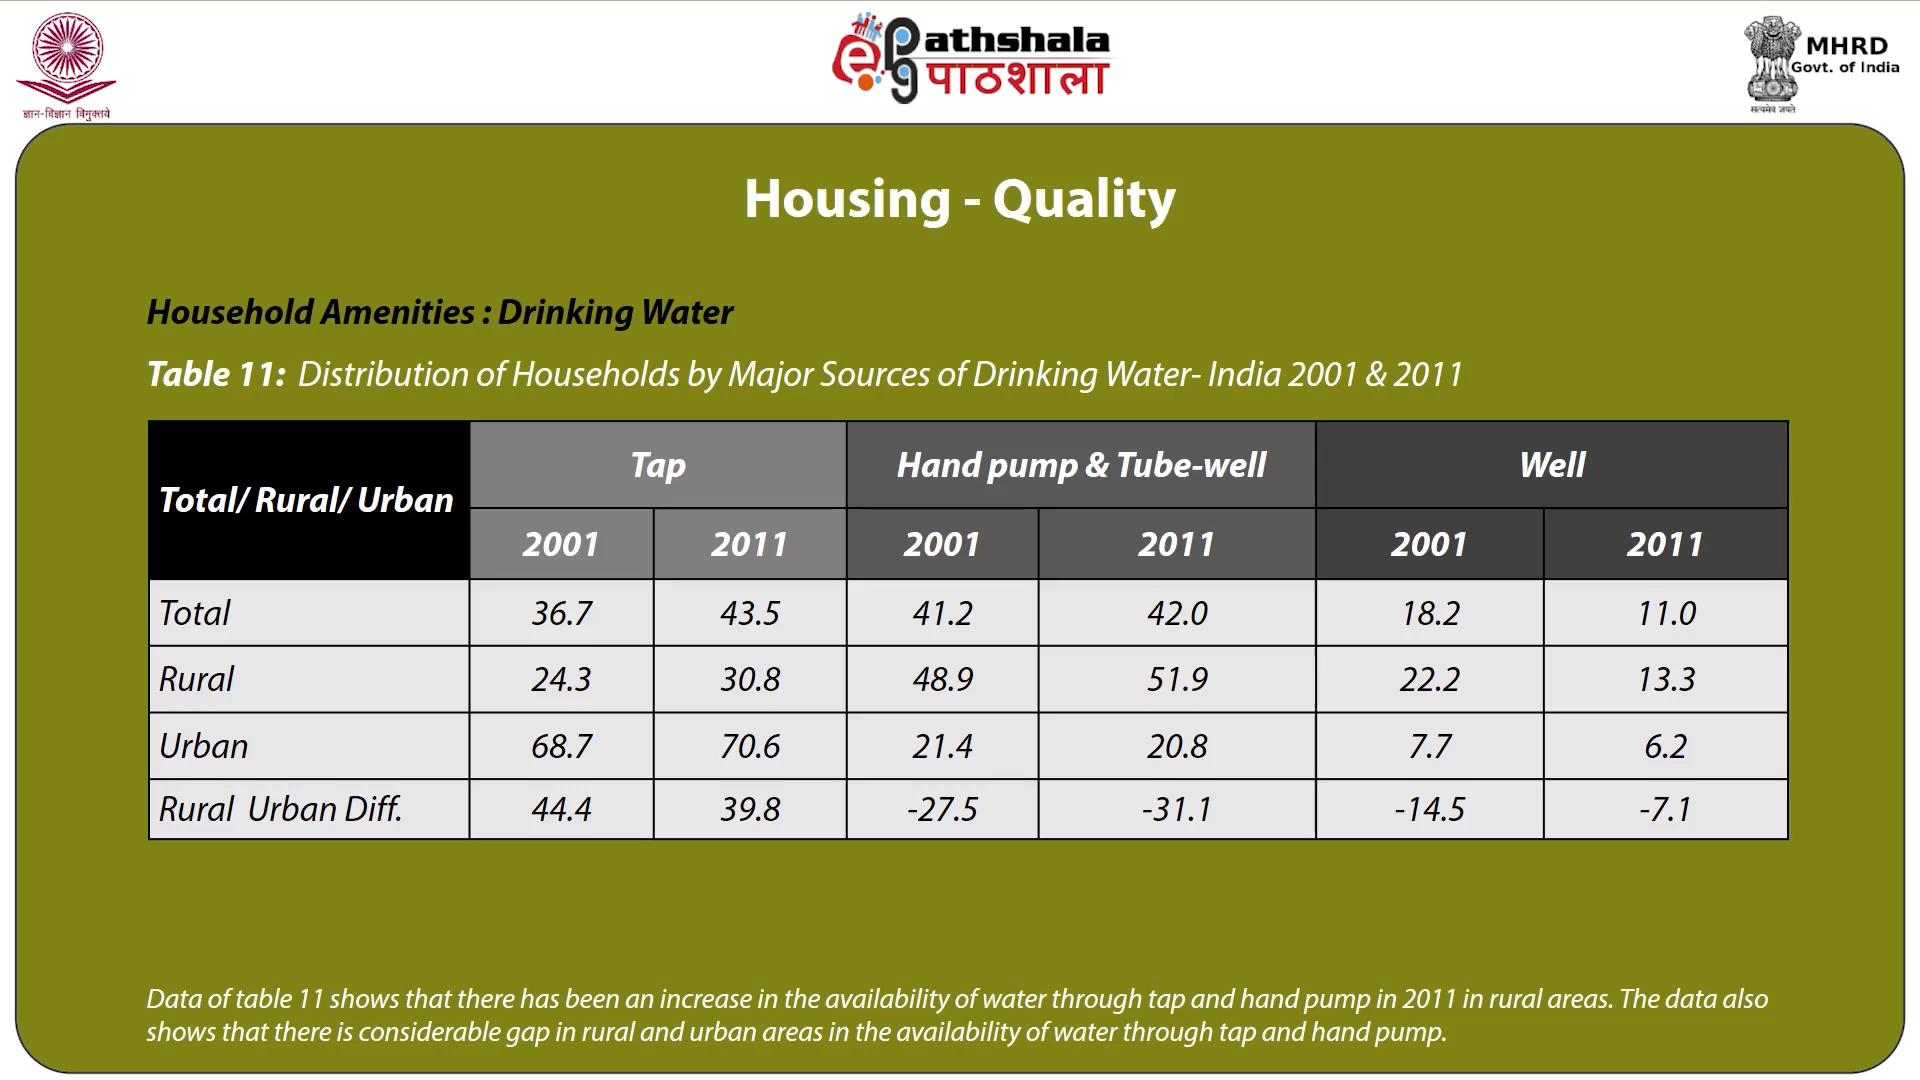 ज्ञान-विज्ञान विमुक्तये
ePathshala
पाठशाला
MHRD
Govt. of India
सत्यमेव जयते
Housing - Quality
Household Amenities : Drinking Water
Table 11: Distribution of Households by Major Sources of Drinking Water- India 2001 & 2011
Total/ Rural/ Urban Tap Hand pump & Tube-well Well
2001 2011 2001 2011 2001 2011
Total 36.7 43.5 41.2 42.0 18.2 11.0
Rural 24.3 30.8 48.9 51.9 22.2 13.3
Urban 68.7 70.6 21.4 20.8 7.7 6.2
Rural Urban Diff. 44.4 39.8 -27.5 -31.1 -14.5 -7.1
Data of table 11 shows that there has been an increase in the availability of water through tap and hand pump in 2011 in rural areas. The data also
shows that there is considerable gap in rural and urban areas in the availability of water through tap and hand pump.